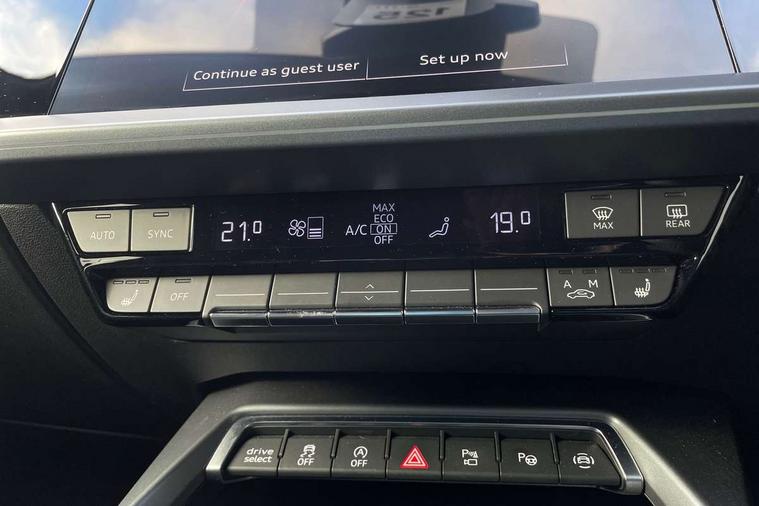 125
Continue as guest user
Set up now
AUTO
SYNC
21.0
A/C
MAX
ECO
ON
OFF
19.0
MAX
REAR
OFF
A M
drive
select
OFF
A
OFF
P
P